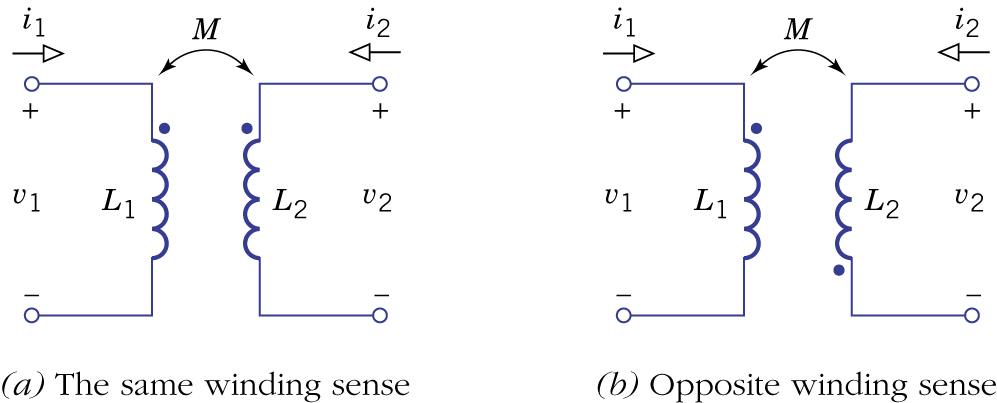 i1 M i2 i1 M i2
+ + + +
v1 L1 L2 v2 v1 L1 L2 v2
– – – –
(a) The same winding sense (b) Opposite winding sense